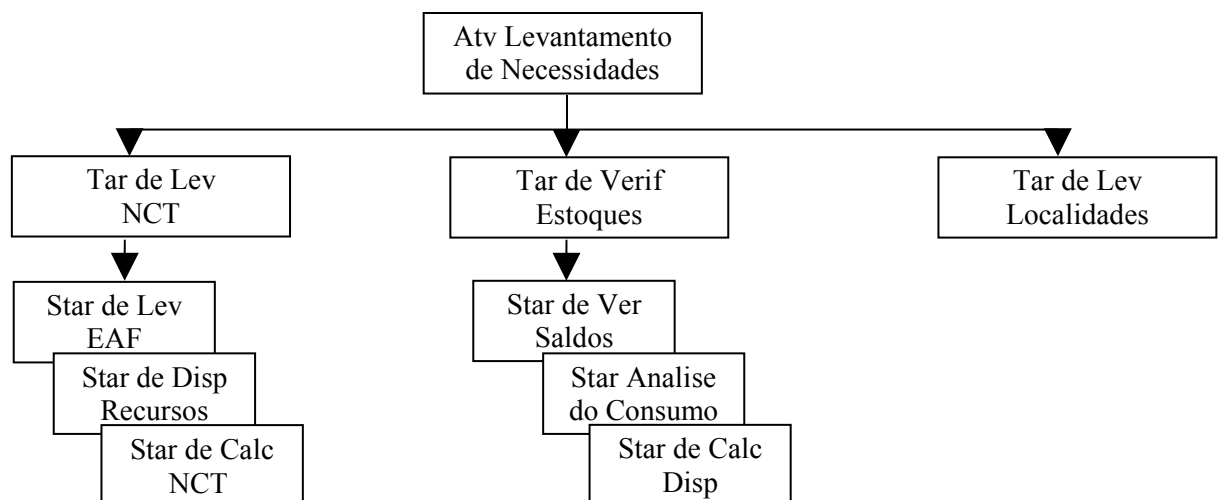 Atv Levantamento
de Necessidades
Tar de Lev
NCT
Tar de Verif
Estoques
Tar de Lev
Localidades
Star de Lev
EAF
Star de Disp
Recursos
Star de Calc
NCT
Star de Ver
Saldos
Star Analise
do Consumo
Star de Calc
Disp